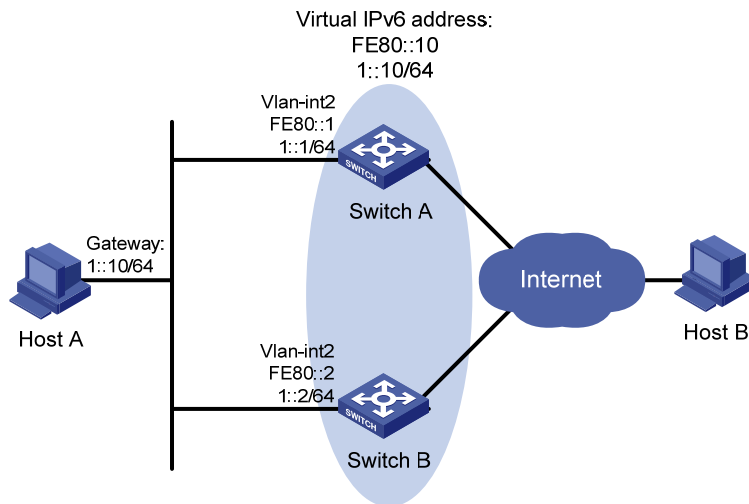 Virtual IPv6 address:
FE80::10
1::10/64
Vlan-int2
FE80::1
1::1/64
SWITCH
Switch A
Gateway:
1::10/64
Host A
Internet
Host B
Vlan-int2
FE80::2
1::2/64
SWITCH
Switch B